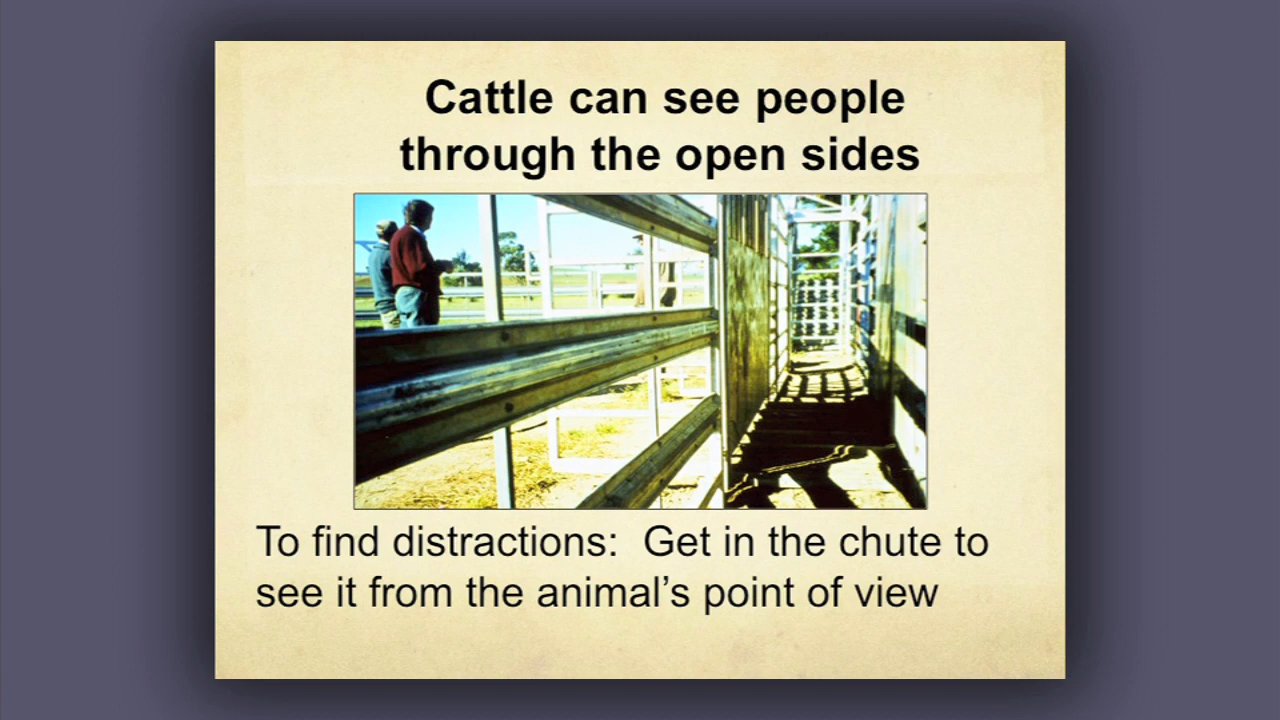 Cattle can see people
through the open sides
To find distractions:  Get in the chute to
see it from the animal’s point of view